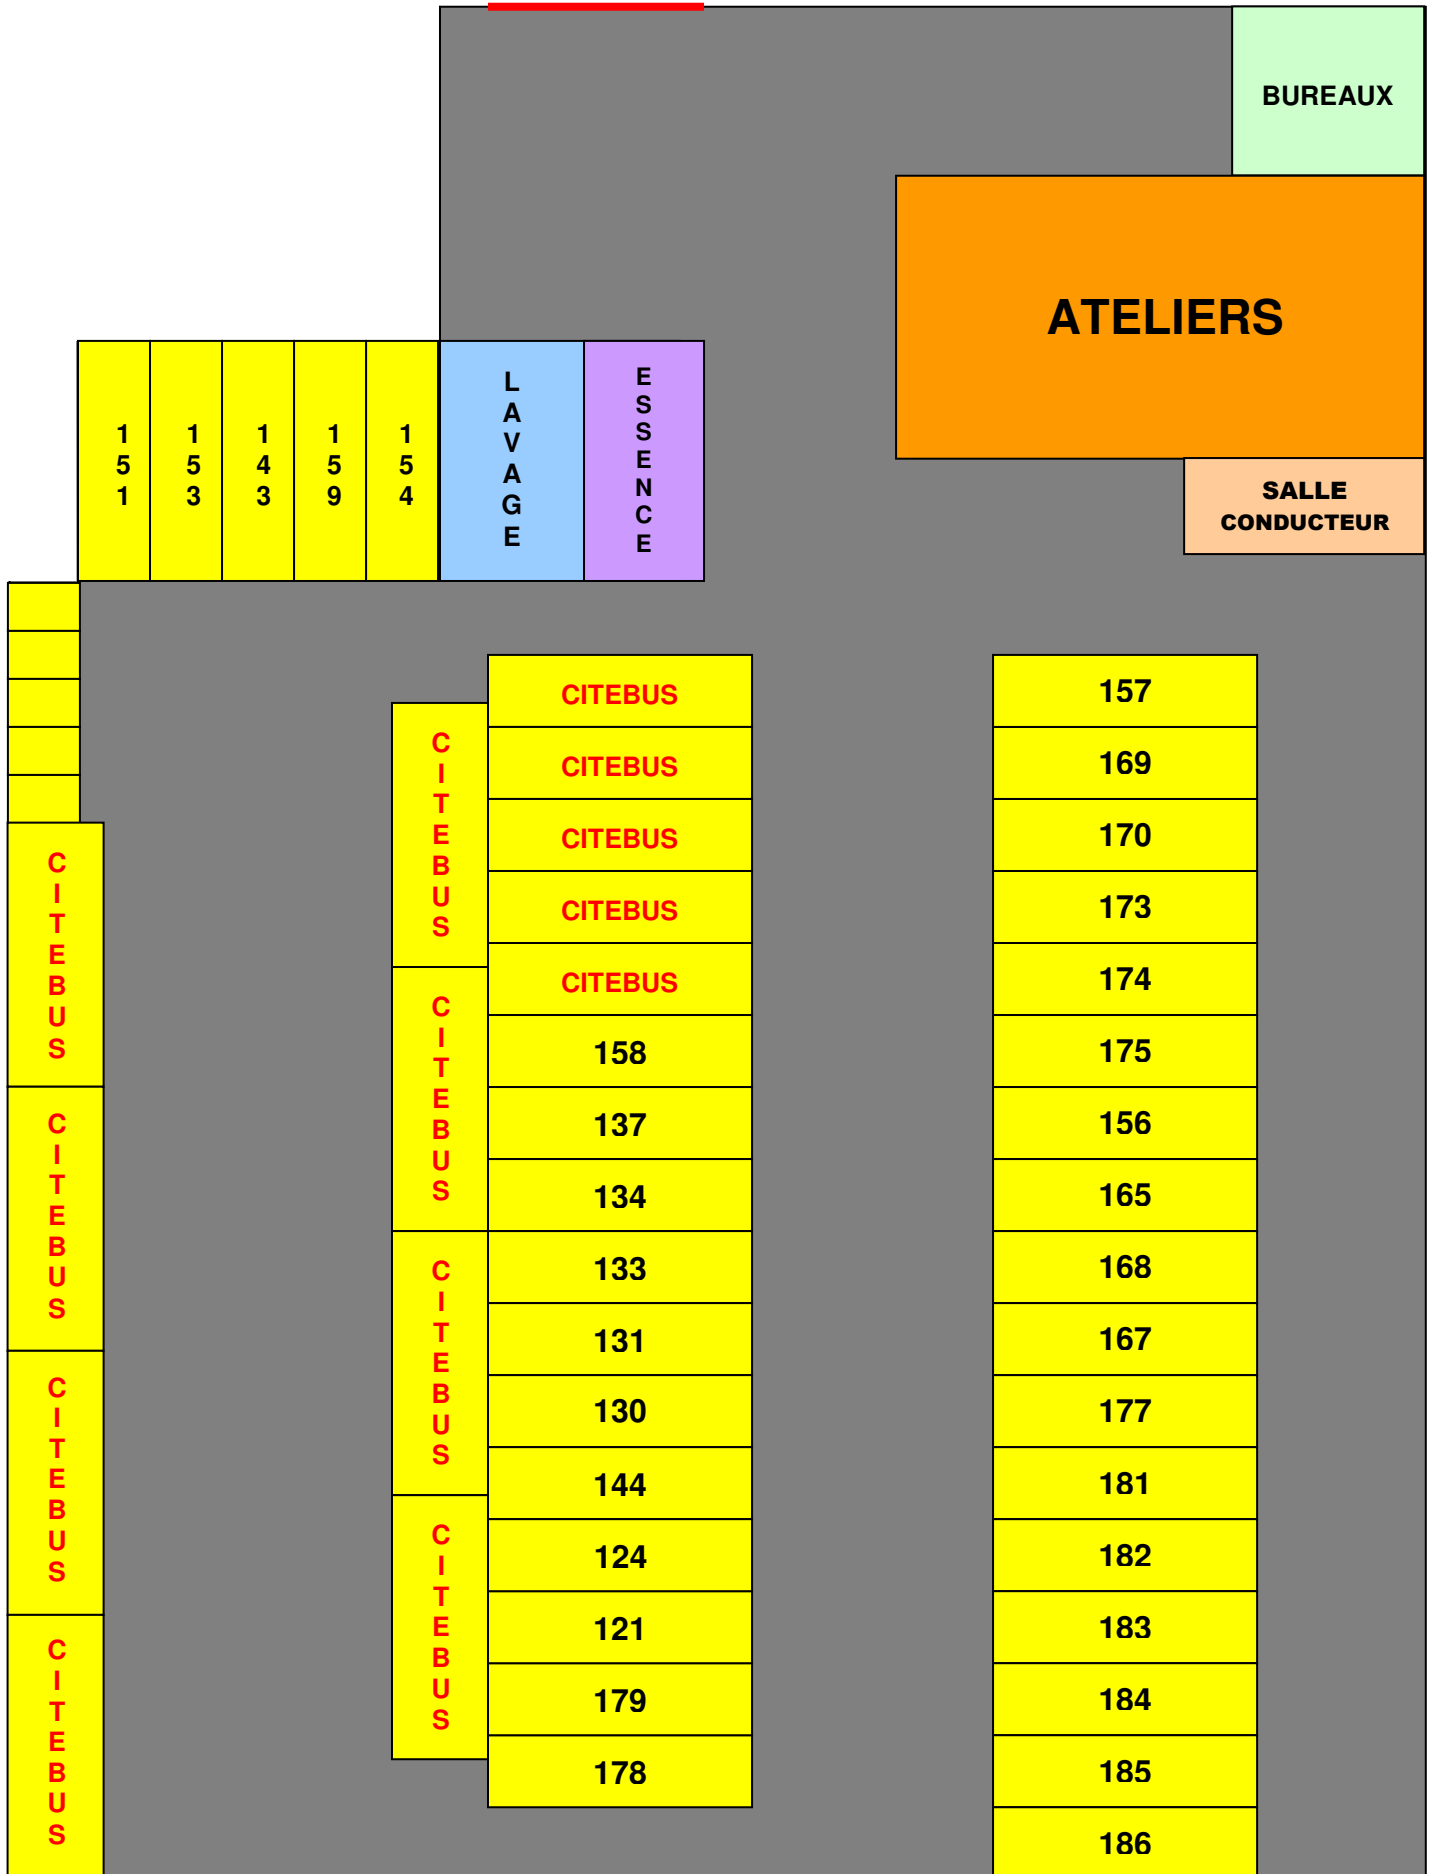 BUREAUX
ATELIERS
SALLE
CONDUCTEUR
151
153
143
159
154
LAVAGE
ESSENCE
CITEBUS
CITEBUS
CITEBUS
CITEBUS
CITEBUS
CITEBUS
CITEBUS
CITEBUS
CITEBUS
CITEBUS
CITEBUS
CITEBUS
CITEBUS
158
137
134
133
131
130
144
124
121
179
178
157
169
170
173
174
175
156
165
168
167
177
181
182
183
184
185
186